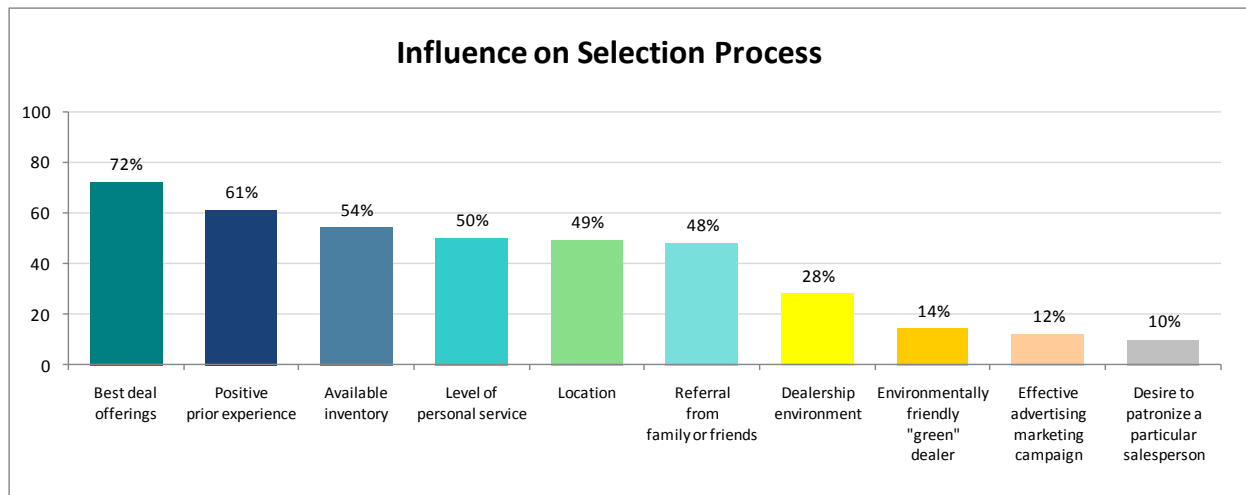 Influence on Selection Process
100
80
60
40
20
0
72%
61%
54%
50%
49%
48%
28%
14%
12%
10%
Best deal
offerings
Positive
prior experience
Available
inventory
Level of
personal service
Location
Referral
from
family or friends
Dealership
environment
Environmentally
friendly
"green"
dealer
Effective
advertising
marketing
campaign
Desire to
patronize a
particular
salesperson